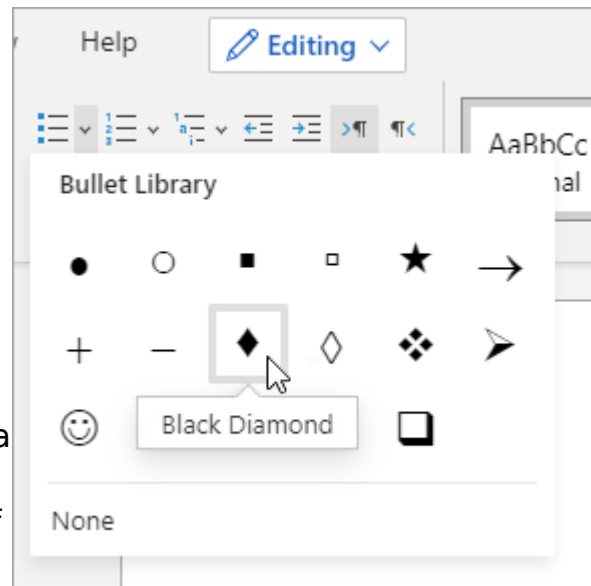 Help
Editing
AaBbCc
Bullet Library
nal
Black Diamond
a
None